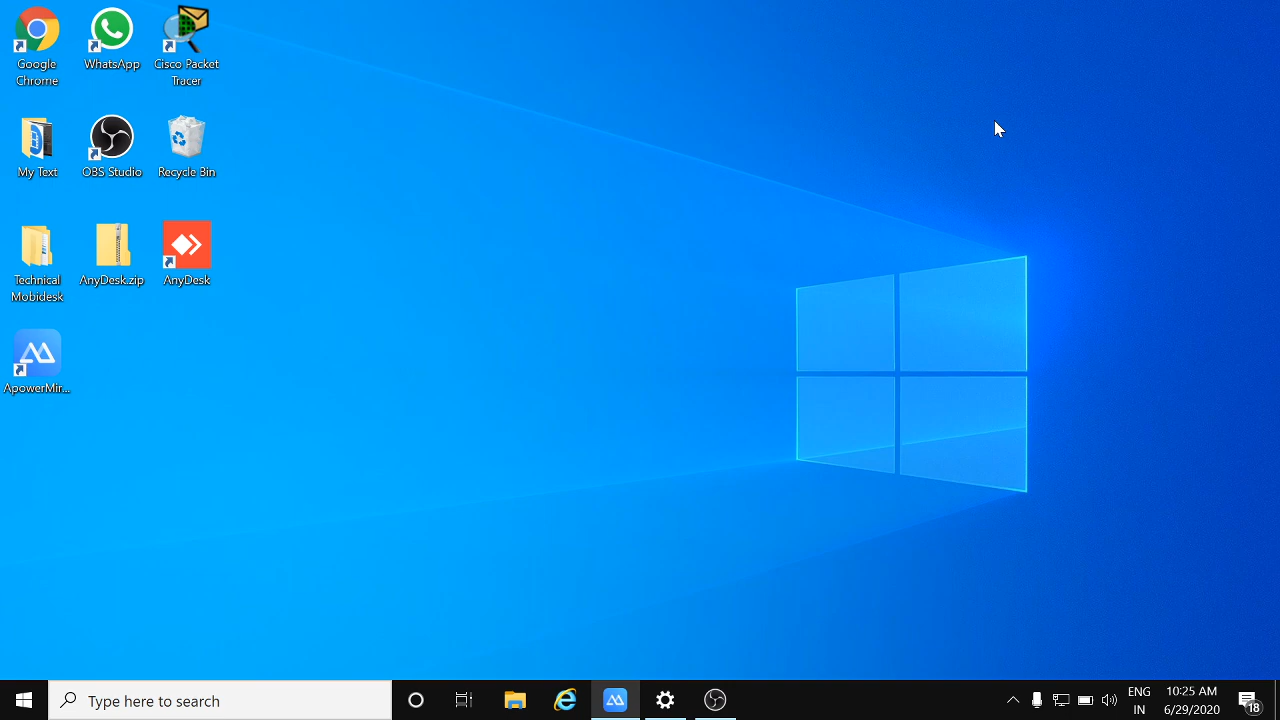 Google
Chrome
WhatsApp
Cisco Packet
Tracer
My Text
OBS Studio
Recycle Bin
Technical
Mobidesk
AnyDesk.zip
AnyDesk
ApowerMir...
Type here to search
ENG
IN
10:25 AM
6/29/2020
18